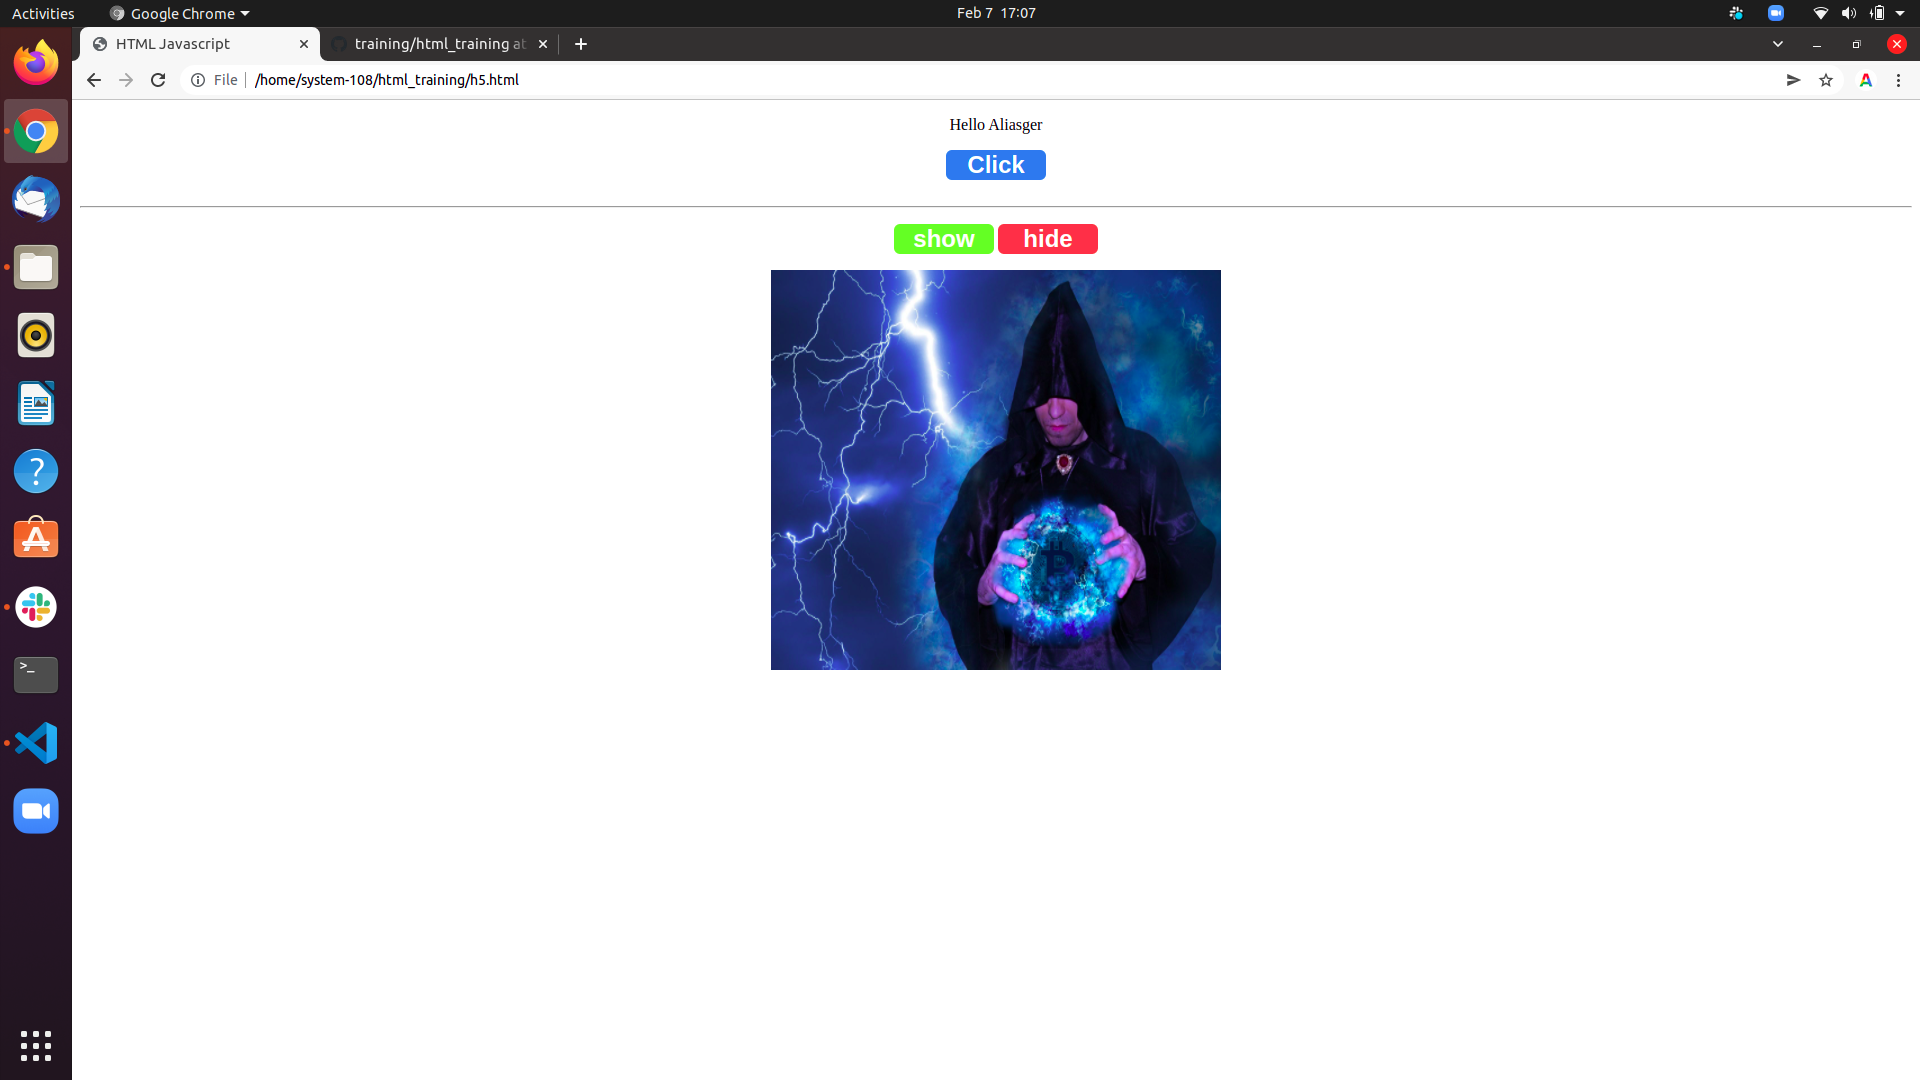 Activities
Google Chrome
Feb 7 17:07
HTML Javascript
training/html_training at
File
/home/system-108/html_training/h5.html
Hello Aliasger
Click
show hide